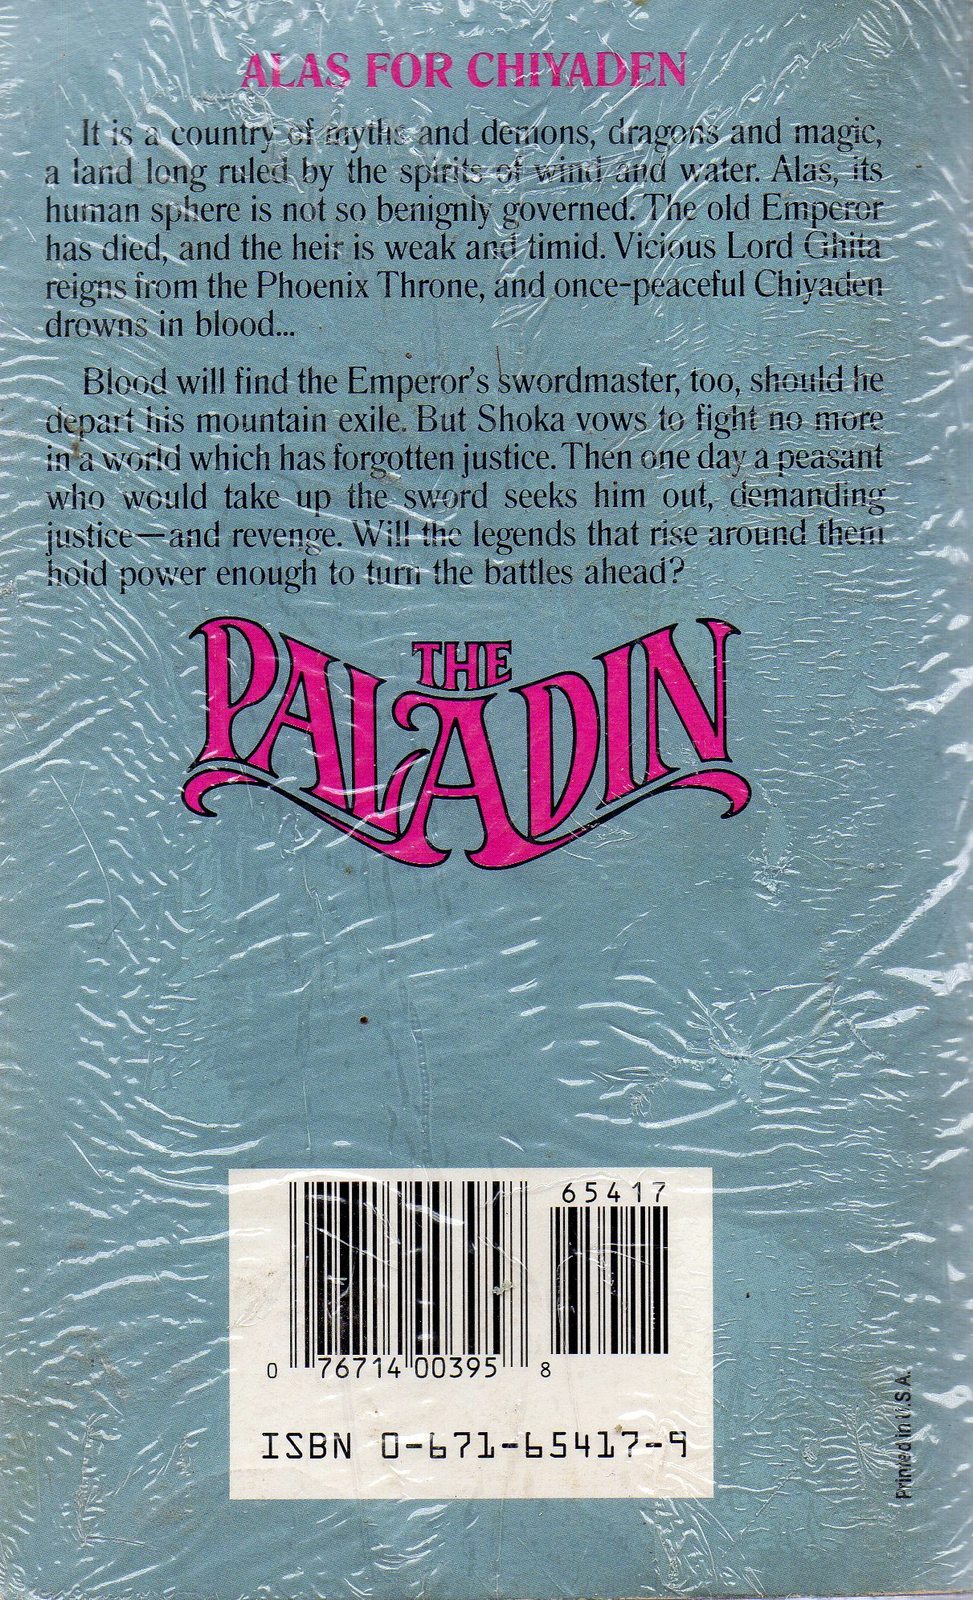 ALAS FOR CHIYADEN
It is a country of myths and demons, dragons and magic,
a land long ruled by the spirits of wind and water. Alas, its
human sphere is not so benignly governed. The old Emperor
has died, and the heir is weak and timid. Vicious Lord Ghita
reigns from the Phoenix Throne, and once-peaceful Chiyaden
drowns in blood...
Blood will find the Emperor's swordmaster, too, should he
depart his mountain exile. But Shoka vows to fight no more
in a world which has forgotten justice. Then one day a peasant
who would take up the sword seeks him out, demanding
justice—and revenge. Will the legends that rise around them
hold power enough to turn the battles ahead?
THE
PALADIN
65417
0 76714 00395 8
ISBN 0-671-65417-9
Printed in U.S.A.